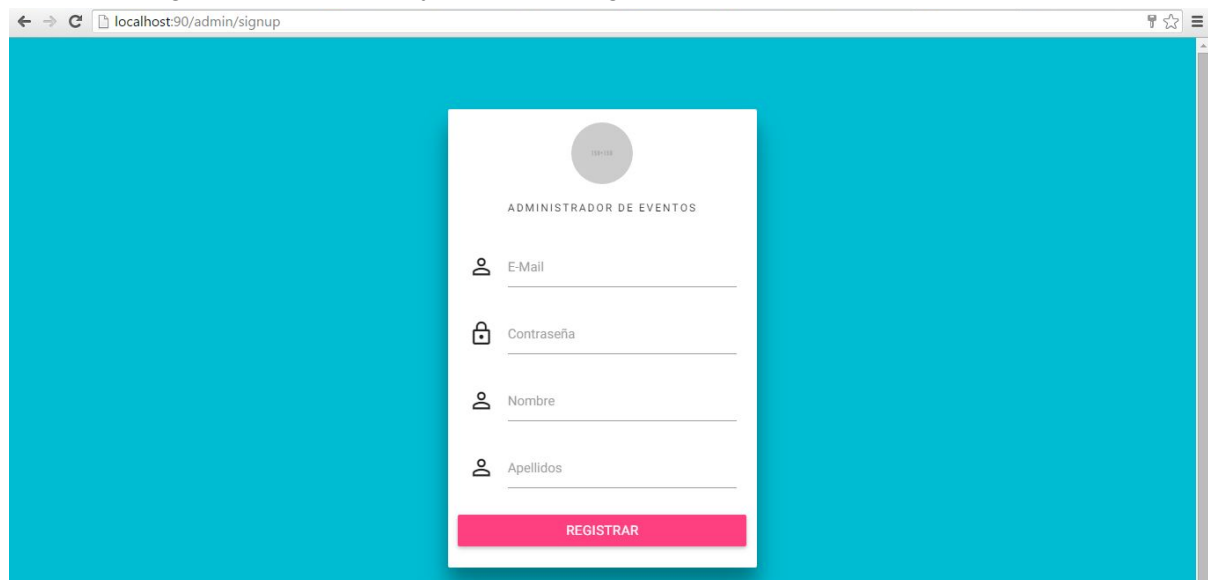 localhost:90/admin/signup
ADMINISTRADOR DE EVENTOS
E-Mail
Contraseña
Nombre
Apellidos
REGISTRAR